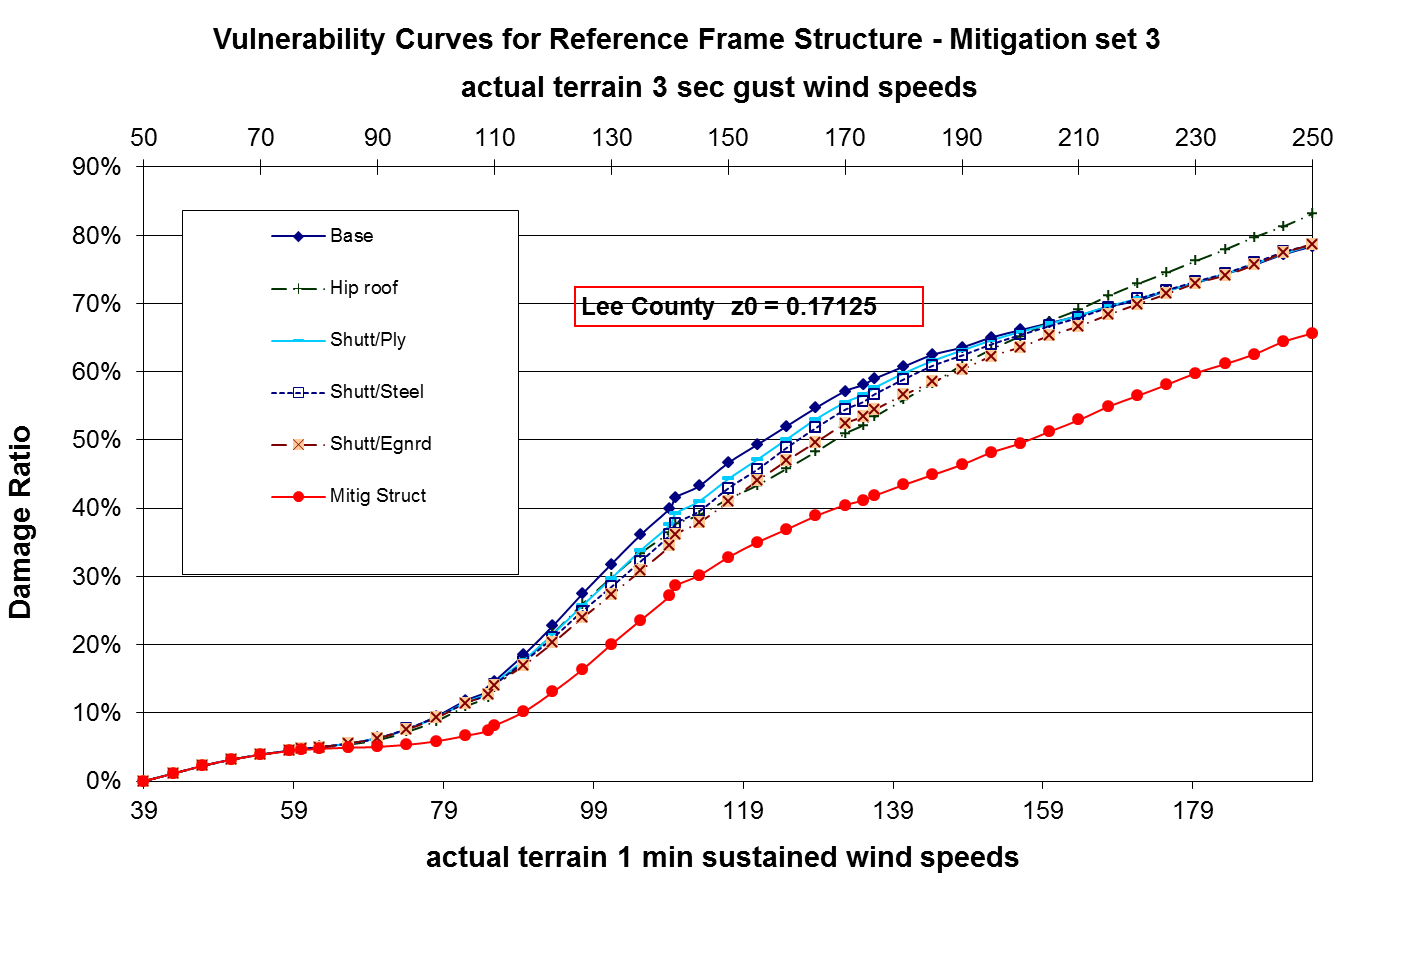 Vulnerability Curves for Reference Frame Structure - Mitigation set 3
actual terrain 3 sec gust wind speeds
50 70 90 110 130 150 170 190 210 230 250
90%
80%
70%
60%
50%
40%
30%
20%
10%
0%
Damage Ratio
Base
Hip roof
Shutt/Ply
Shutt/Steel
Shutt/Egnrd
Mitig Struct
Lee County z0 = 0.17125
39 59 79 99 119 139 159 179
actual terrain 1 min sustained wind speeds